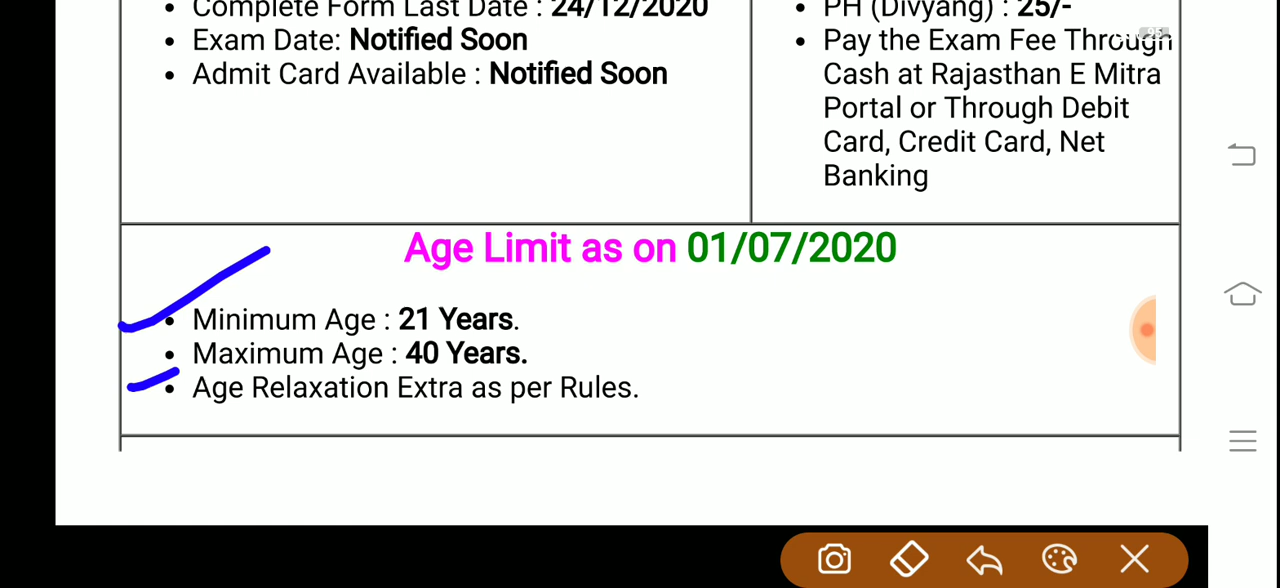 Complete Form Last Date : 24/12/2020
Exam Date: Notified Soon
Admit Card Available : Notified Soon
PH (Divyang) : 25/-
Pay the Exam Fee Through
Cash at Rajasthan E Mitra
Portal or Through Debit
Card, Credit Card, Net
Banking
Age Limit as on 01/07/2020
Minimum Age : 21 Years.
Maximum Age : 40 Years.
Age Relaxation Extra as per Rules.